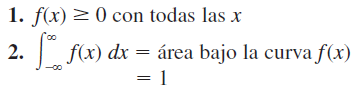 1. f(x) ≥ 0 con todas las x
2. ∫_{-∞}^{∞} f(x) dx = área bajo la curva f(x)
= 1